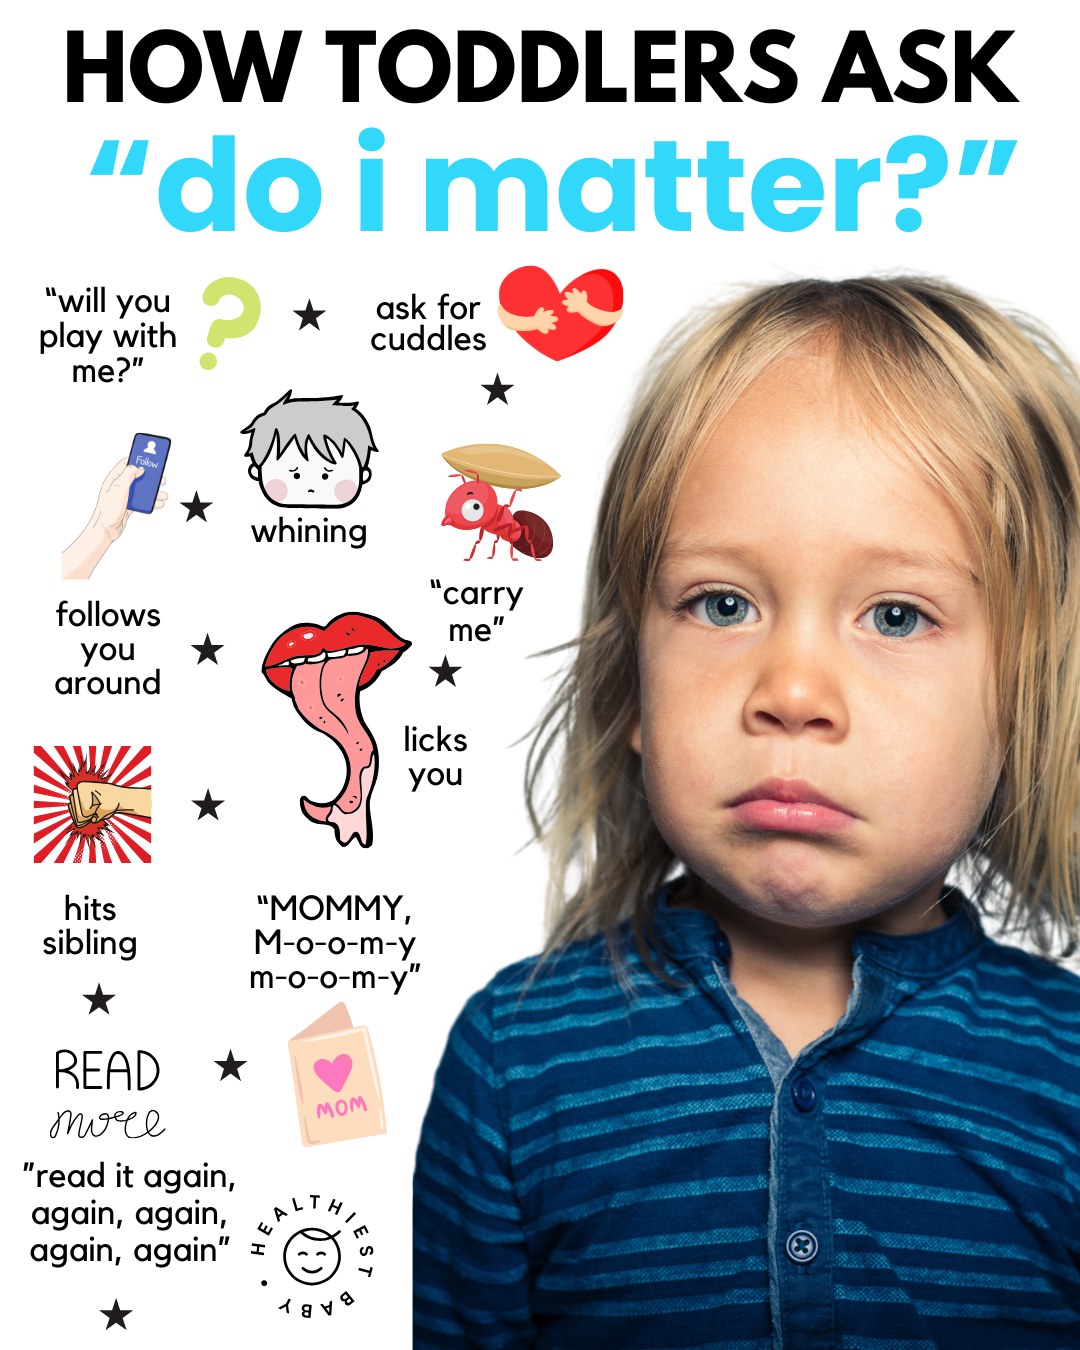 HOW TODDLERS ASK
“do i matter?”
“will you
play with
me?”
ask for
cuddles
Follow
whining
“carry
me”
follows
you
around
licks
you
hits
sibling
“MOMMY,
M-o-o-m-y
m-o-o-m-y”
READ
more
MOM
”read it again,
again, again,
again, again”
HEALTHIEST BABY •